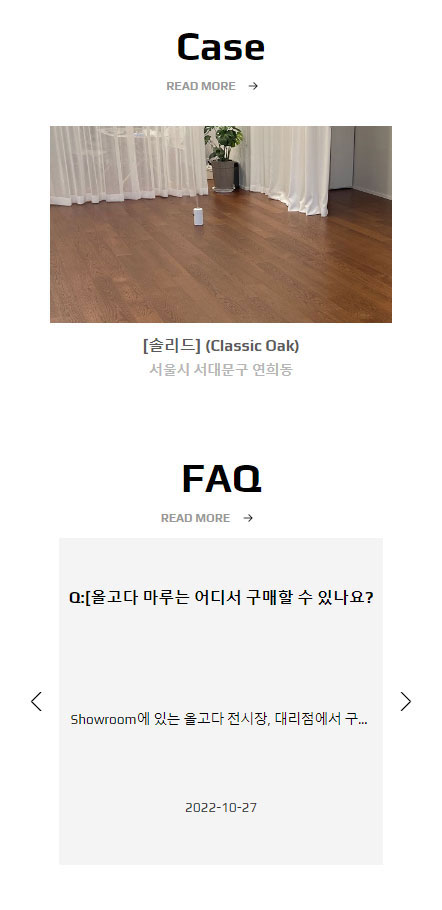 Case
READ MORE →
[솔리드] (Classic Oak)
서울시 서대문구 연희동
FAQ
READ MORE →
Q:[올고다 마루는 어디서 구매할 수 있나요?
Showroom에 있는 올고다 전시장, 대리점에서 구...
2022-10-27